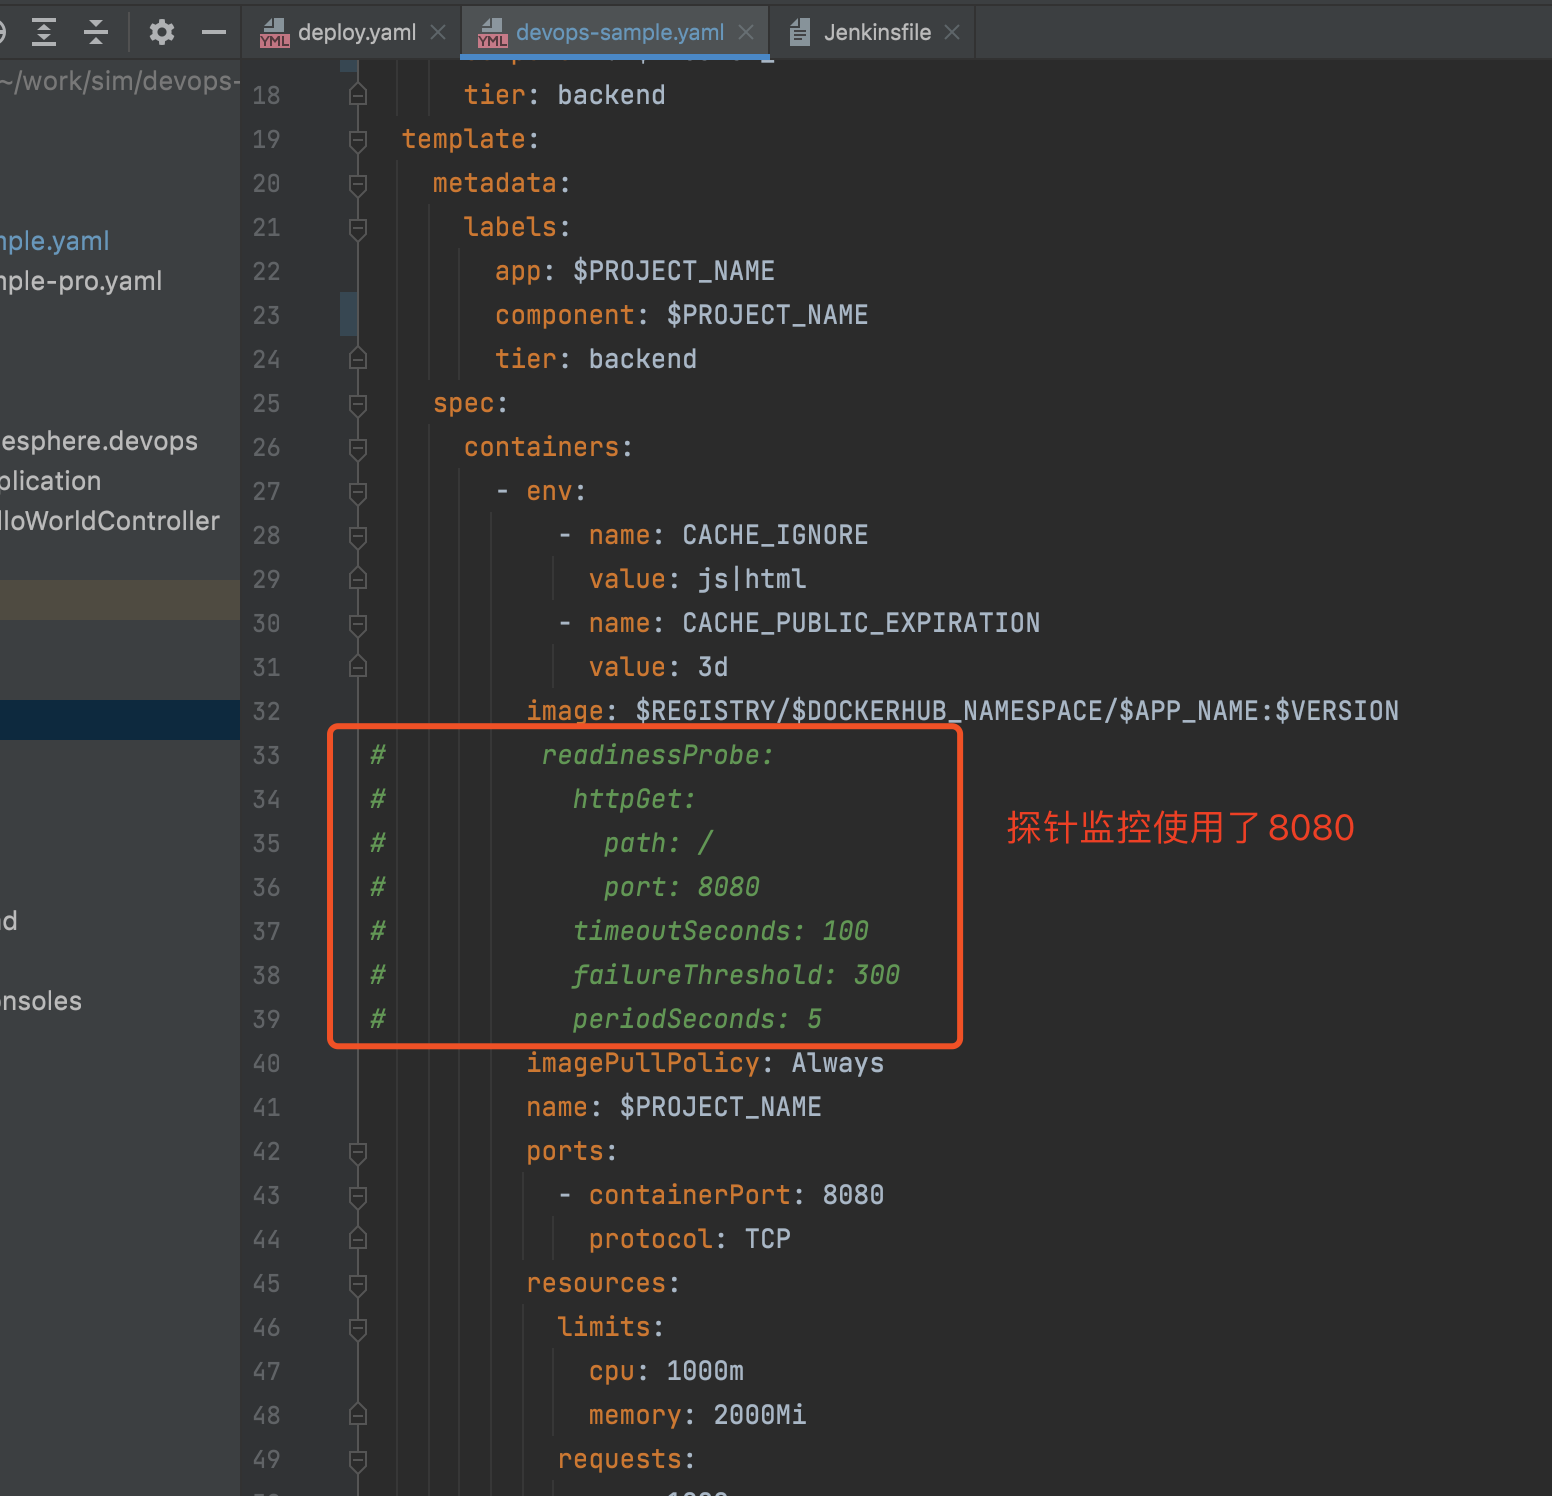 deploy.yaml
devops-sample.yaml
Jenkinsfile
~/work/sim/devops-
mple.yaml
mple-pro.yaml
esphere.devops
plication
lloWorldController
nd
onsoles
18 tier: backend
19 template:
20 metadata:
21 labels:
22 app: $PROJECT_NAME
23 component: $PROJECT_NAME
24 tier: backend
25 spec:
26 containers:
27 - env:
28 - name: CACHE_IGNORE
29 value: js|html
30 - name: CACHE_PUBLIC_EXPIRATION
31 value: 3d
32 image: $REGISTRY/$DOCKERHUB_NAMESPACE/$APP_NAME:$VERSION
33 # readinessProbe:
34 # httpGet:
35 # path: /
36 # port: 8080
37 # timeoutSeconds: 100
38 # failureThreshold: 300
39 # periodSeconds: 5
探针监控使用了8080
40 imagePullPolicy: Always
41 name: $PROJECT_NAME
42 ports:
43 - containerPort: 8080
44 protocol: TCP
45 resources:
46 limits:
47 cpu: 1000m
48 memory: 2000Mi
49 requests: